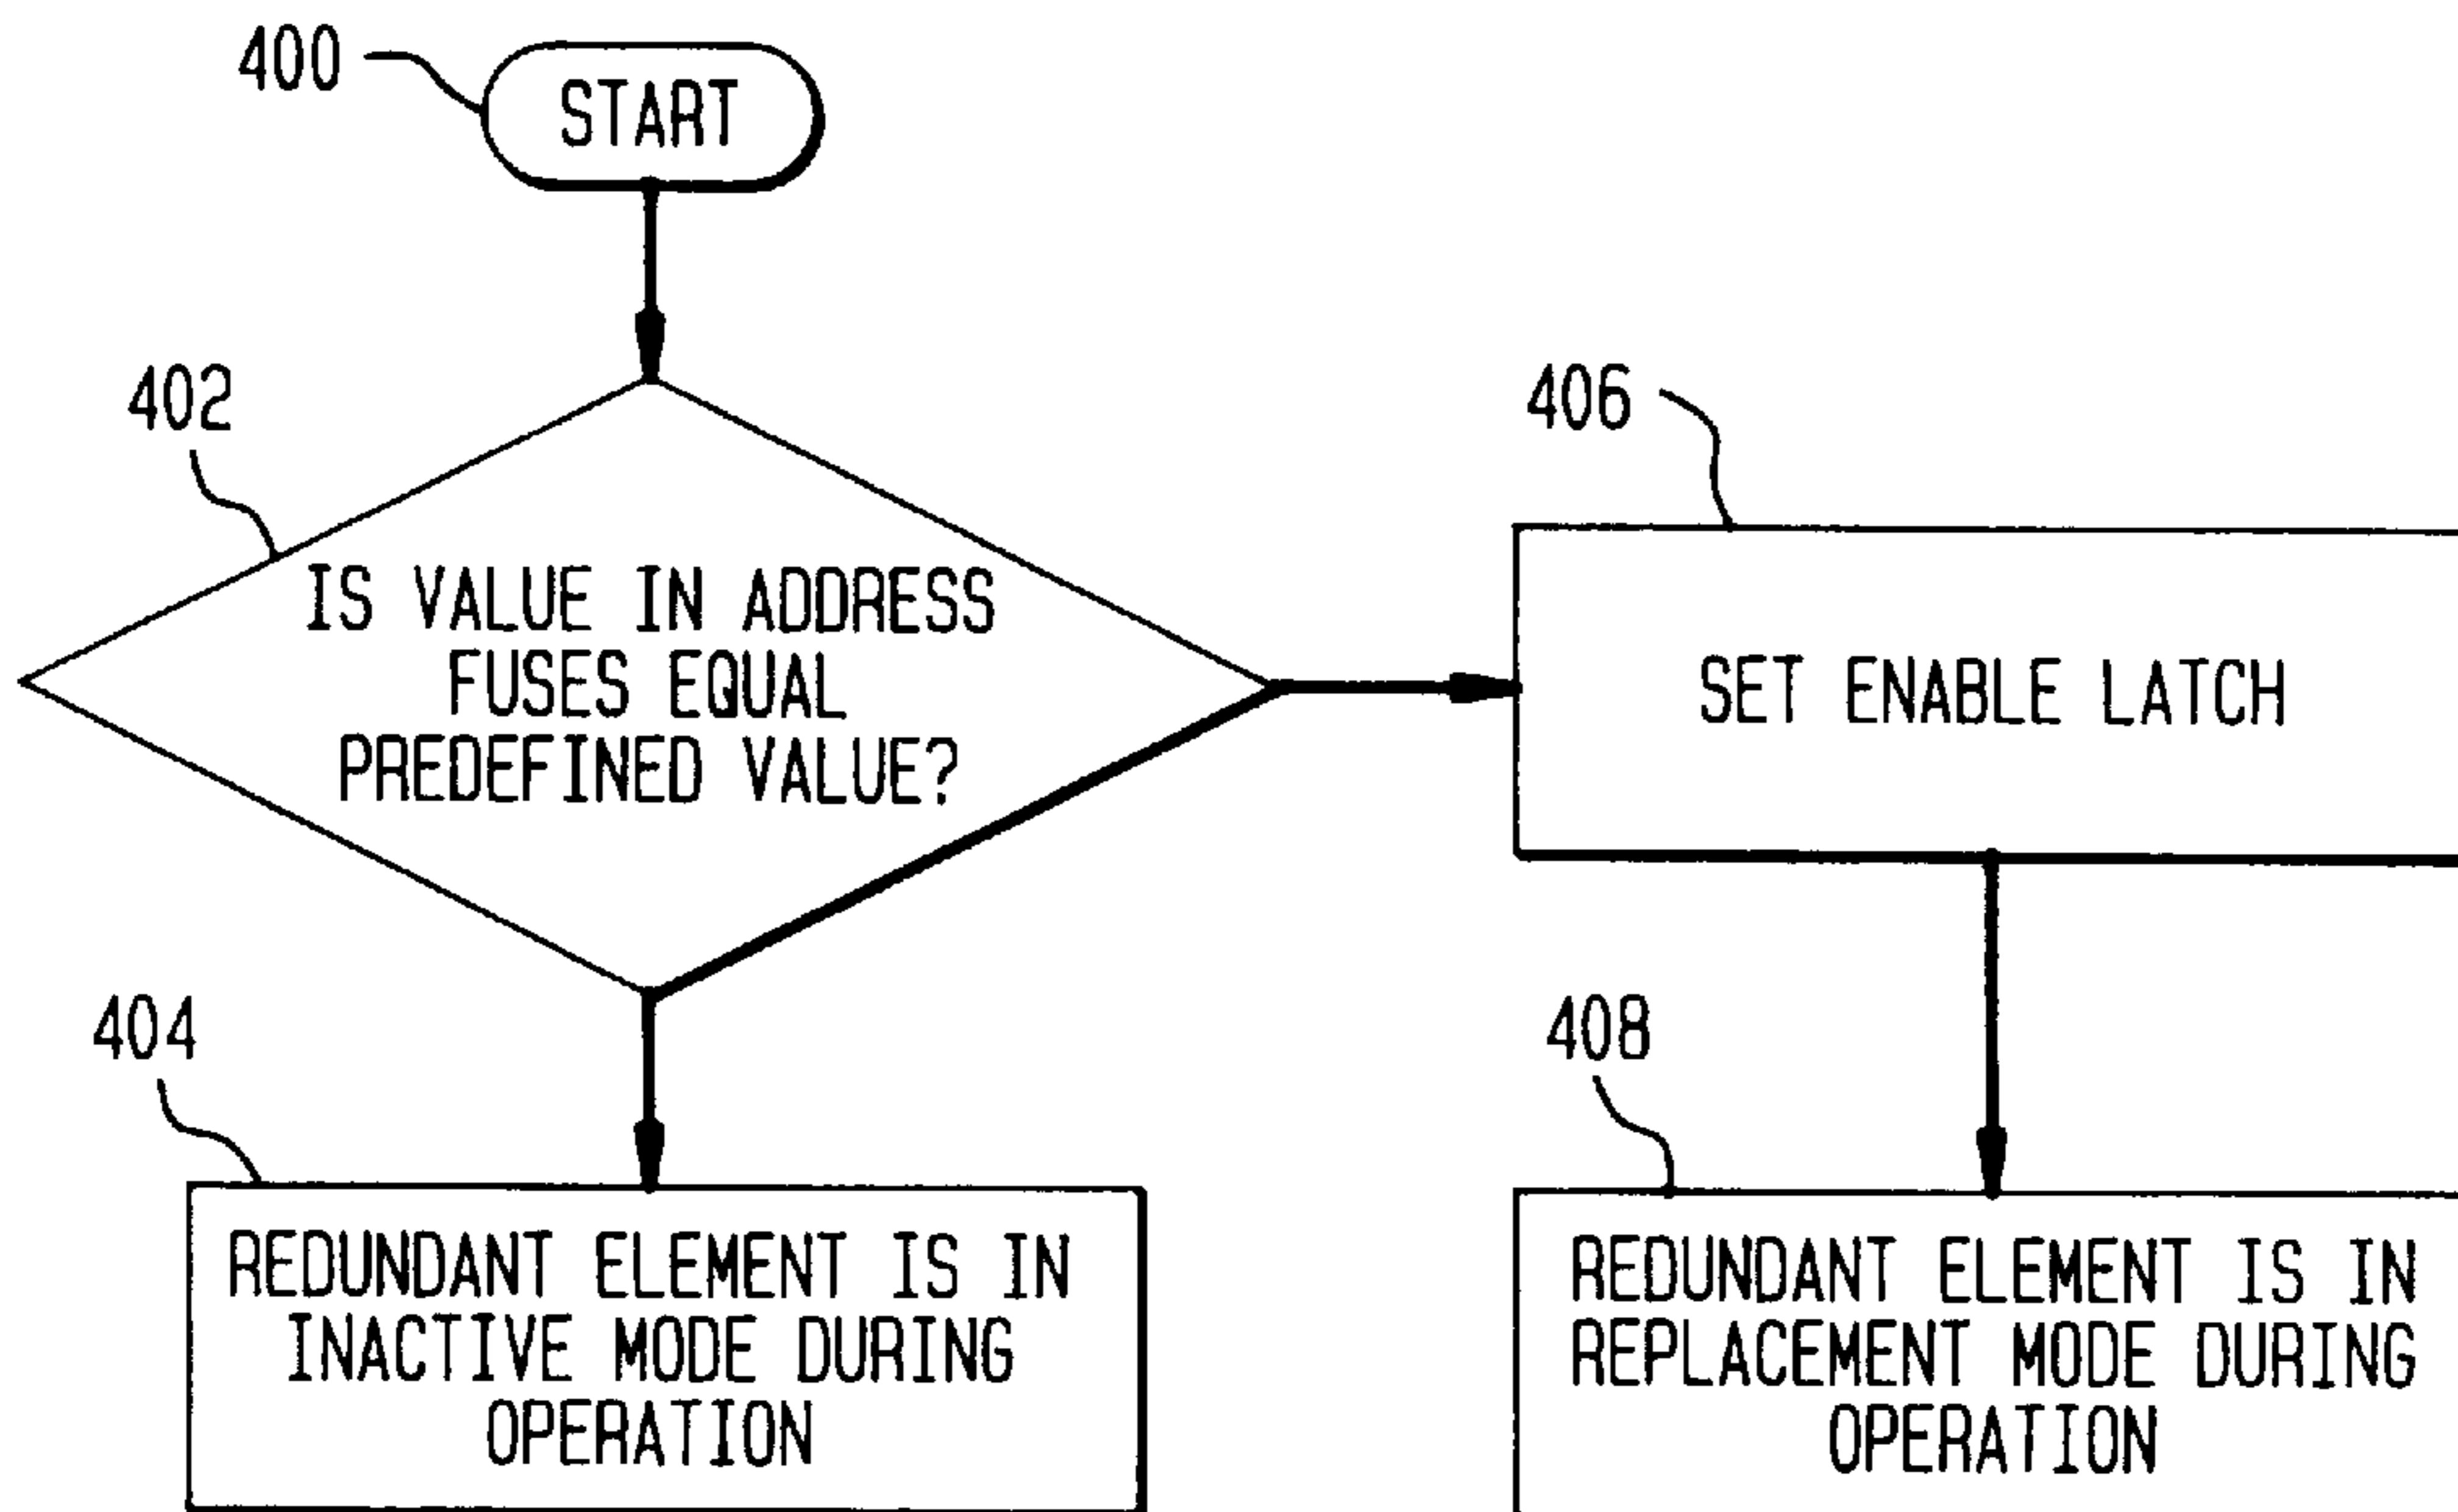 400
START
402
IS VALUE IN ADDRESS
FUSES EQUAL
PREDEFINED VALUE?
406
SET ENABLE LATCH
404
REDUNDANT ELEMENT IS IN
INACTIVE MODE DURING
OPERATION
408
REDUNDANT ELEMENT IS IN
REPLACEMENT MODE DURING
OPERATION